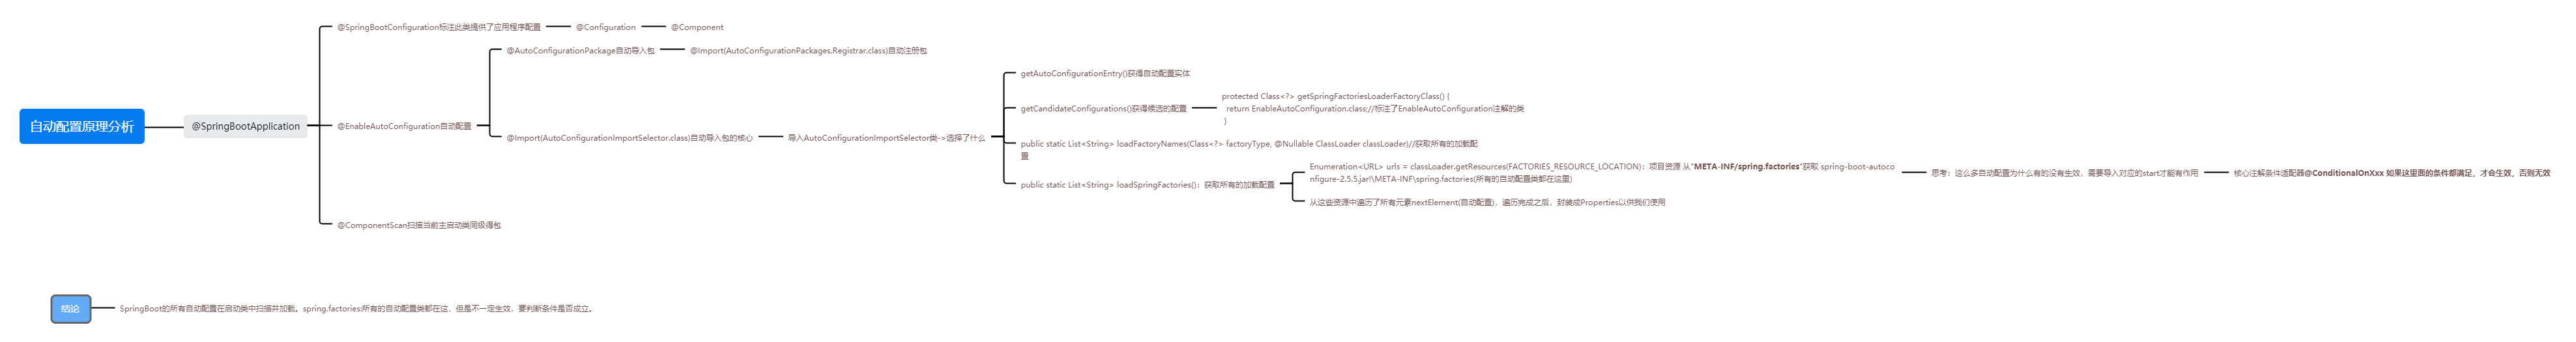 自动配置原理分析
@SpringBootApplication
@SpringBootConfiguration标注此类提供了应用程序配置
@Configuration
@Component
@EnableAutoConfiguration自动配置
@AutoConfigurationPackage自动导入包
@Import(AutoConfigurationPackages.Registrar.class)自动注册包
@Import(AutoConfigurationImportSelector.class)自动导入包的核心
导入AutoConfigurationImportSelector类->选择了什么
getAutoConfigurationEntry()获得自动配置实体
getCandidateConfigurations()获得候选的配置
protected Class<?> getSpringFactoriesLoaderFactoryClass() {
return EnableAutoConfiguration.class;//标注了EnableAutoConfiguration注解的类
}
public static List<String> loadFactoryNames(Class<?> factoryType, @Nullable ClassLoader classLoader)//获取所有的加载配
置
public static List<String> loadSpringFactories()：获取所有的加载配置
Enumeration<URL> urls = classLoader.getResources(FACTORIES_RESOURCE_LOCATION)：项目资源 从"META-INF/spring.factories"获取 spring-boot-autoco
nfigure-2.5.5.jar!\META-INF\spring.factories(所有的自动配置类都在这里)
思考：这么多自动配置为什么有的没有生效，需要导入对应的start才能有作用
核心注解条件适配器@ConditionalOnXxx 如果这里面的条件都满足，才会生效，否则无效
从这些资源中遍历了所有元素nextElement(自动配置)，遍历完成之后，封装成Properties以供我们使用
@ComponentScan扫描当前主启动类同级得包
结论
SpringBoot的所有自动配置在启动类中扫描并加载。spring.factories:所有的自动配置类都在这，但是不一定生效，要判断条件是否成立。